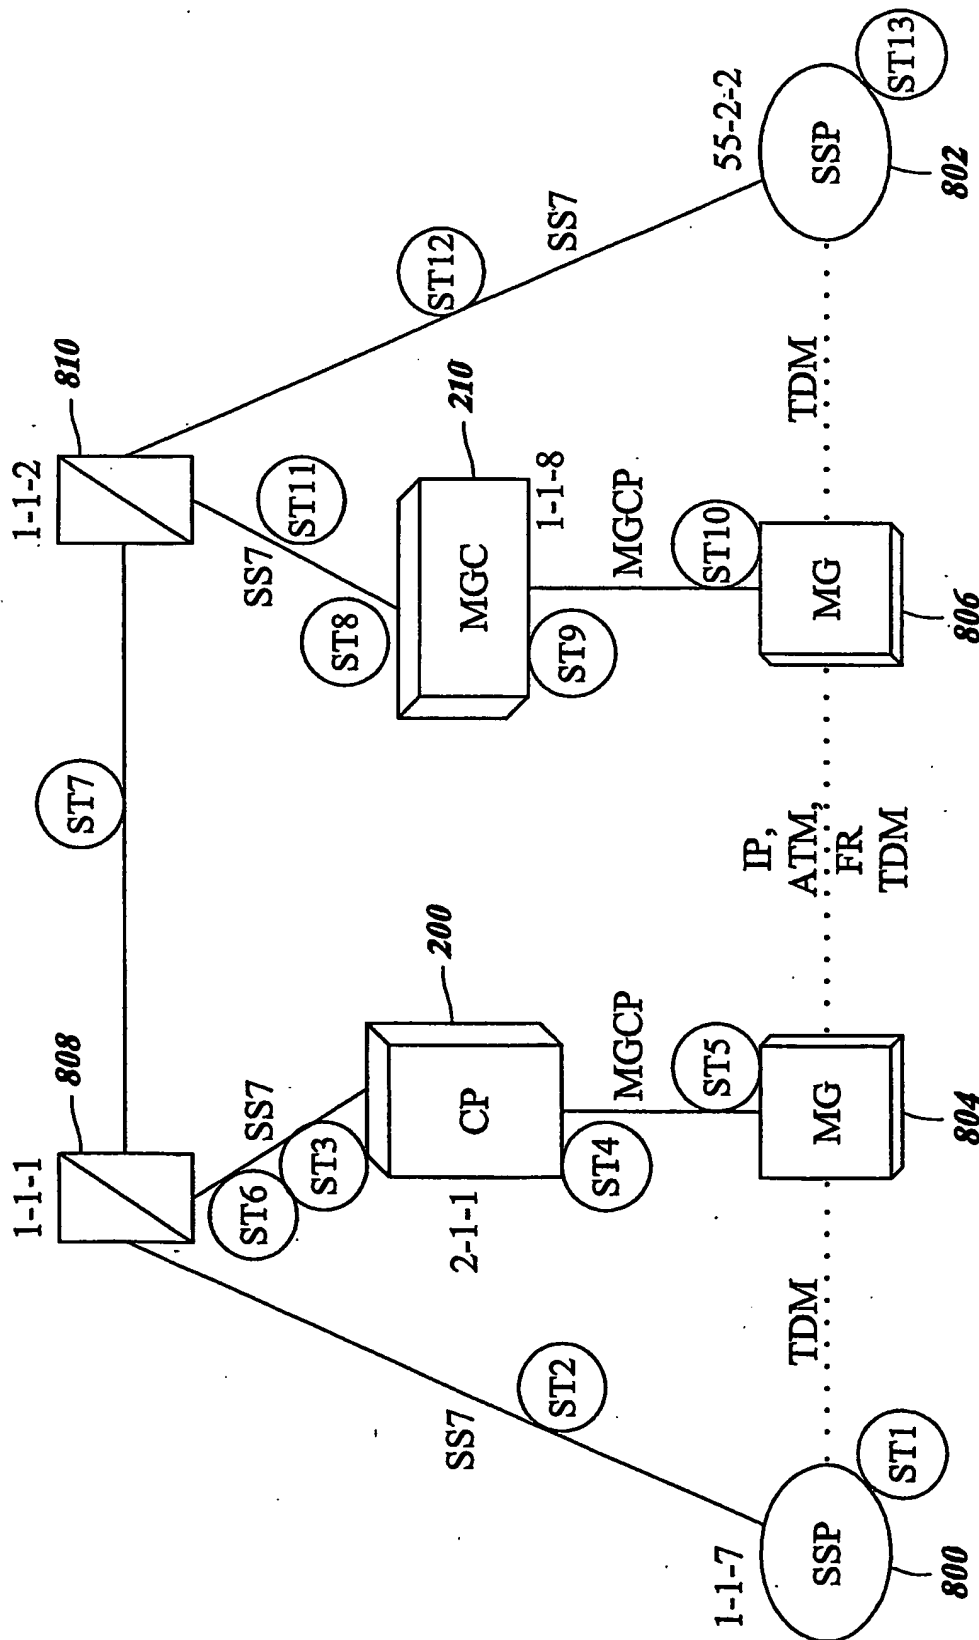 1-1-1
808
ST7
1-1-2
810
SS7
ST6
ST3
SS7
ST8
ST11
ST12
SS7
200
CP
2-1-1
210
MGC
1-1-8
SS7
ST2
ST4
MGCP
ST5
ST9
MGCP
ST10
1-1-7
SSP
800
ST1
TDM
MG
804
IP,
ATM,
FR
TDM
MG
806
TDM
55-2-2
SSP
802
ST13